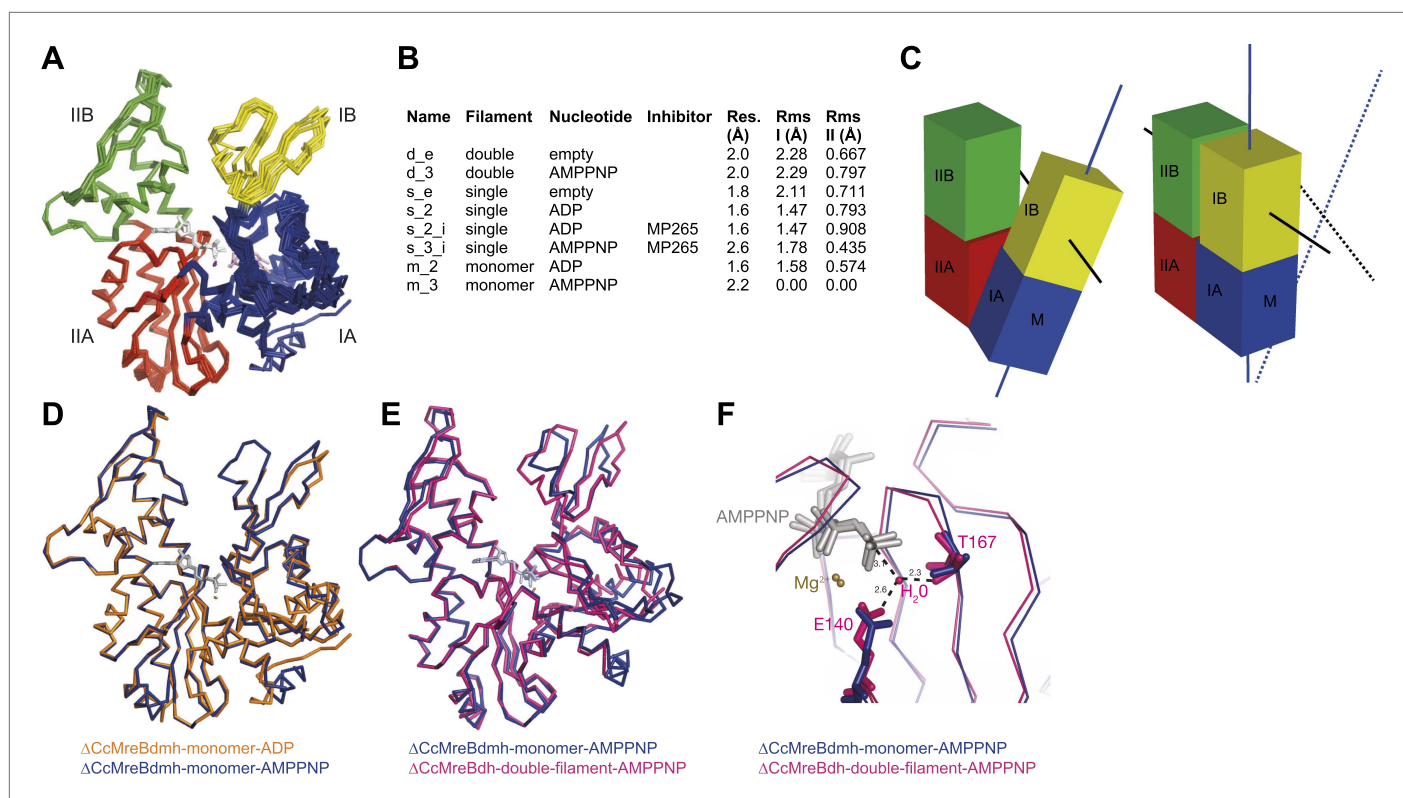 A
B
C
IIB
IB
IIA
IA
Name Filament Nucleotide Inhibitor Res. (Å) Rms I (Å) Rms II (Å)
d_e double empty 2.0 2.28 0.667
d_3 double AMPPNP 2.0 2.29 0.797
s_e single empty 1.8 2.11 0.711
s_2 single ADP 1.6 1.47 0.793
s_2_i single ADP MP265 1.6 1.47 0.908
s_3_i single AMPPNP MP265 2.6 1.78 0.435
m_2 monomer ADP 1.6 1.58 0.574
m_3 monomer AMPPNP 2.2 0.00 0.00
IIB
IB
IIA
IA
M
IIB
IB
IIA
IA
M
D
E
F
AMPPNP
T167
3.1
2.3
Mg²⁺
2.6
H₂0
E140
ΔCcMreBdmh-monomer-ADP
ΔCcMreBdmh-monomer-AMPPNP
ΔCcMreBdmh-monomer-AMPPNP
ΔCcMreBdh-double-filament-AMPPNP
ΔCcMreBdmh-monomer-AMPPNP
ΔCcMreBdh-double-filament-AMPPNP